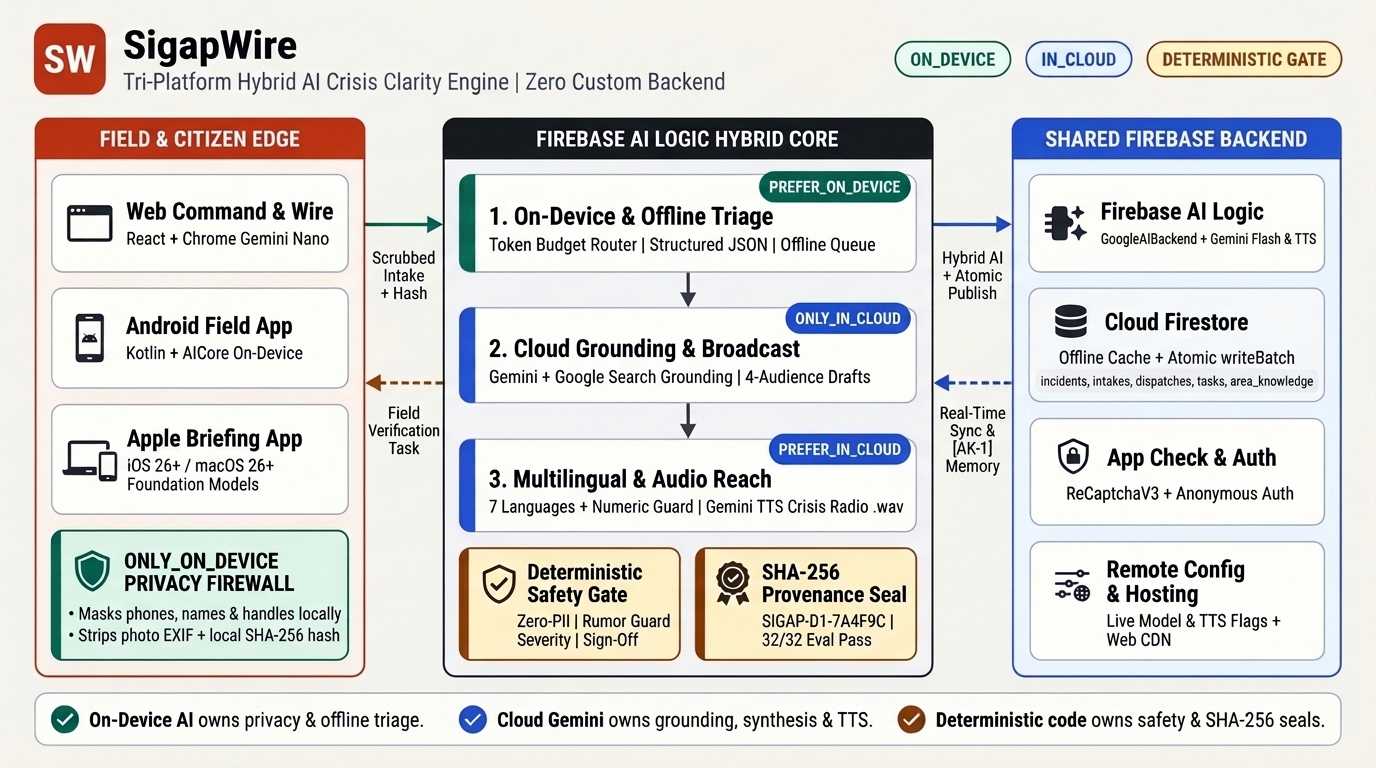 SW
SigapWire
Tri-Platform Hybrid AI Crisis Clarity Engine | Zero Custom Backend
ON_DEVICE
IN_CLOUD
DETERMINISTIC GATE
FIELD & CITIZEN EDGE
Web Command & Wire
React + Chrome Gemini Nano
Android Field App
Kotlin + AICore On-Device
Apple Briefing App
iOS 26+ / macOS 26+
Foundation Models
ONLY_ON_DEVICE
PRIVACY FIREWALL
• Masks phones, names & handles locally
• Strips photo EXIF + local SHA-256 hash
Scrubbed
Intake
+ Hash
Field
Verification
Task
FIREBASE AI LOGIC HYBRID CORE
PREFER_ON_DEVICE
1. On-Device & Offline Triage
Token Budget Router | Structured JSON | Offline Queue
ONLY_IN_CLOUD
2. Cloud Grounding & Broadcast
Gemini + Google Search Grounding | 4-Audience Drafts
PREFER_IN_CLOUD
3. Multilingual & Audio Reach
7 Languages + Numeric Guard | Gemini TTS Crisis Radio .wav
Deterministic
Safety Gate
Zero-PII | Rumor Guard
Severity | Sign-Off
SHA-256
Provenance Seal
SIGAP-D1-7A4F9C |
32/32 Eval Pass
Hybrid AI
+ Atomic
Publish
Real-Time
Sync &
[AK-1]
Memory
SHARED FIREBASE BACKEND
Firebase AI Logic
GoogleAIBackend + Gemini Flash & TTS
Cloud Firestore
Offline Cache + Atomic writeBatch
incidents, intakes, dispatches, tasks, area_knowledge
App Check & Auth
ReCaptchaV3 + Anonymous Auth
Remote Config
& Hosting
Live Model & TTS Flags +
Web CDN
On-Device AI owns privacy & offline triage.
Cloud Gemini owns grounding, synthesis & TTS.
Deterministic code owns safety & SHA-256 seals.